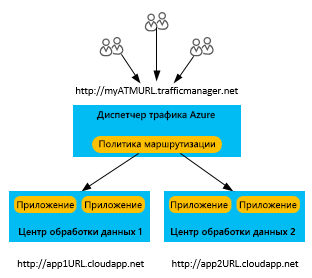 http://myATMURL.trafficmanager.net
Диспетчер трафика Azure
Политика маршрутизации
Приложение Приложение Приложение Приложение
Центр обработки данных 1 Центр обработки данных 2
http://app1URL.cloudapp.net http://app2URL.cloudapp.net